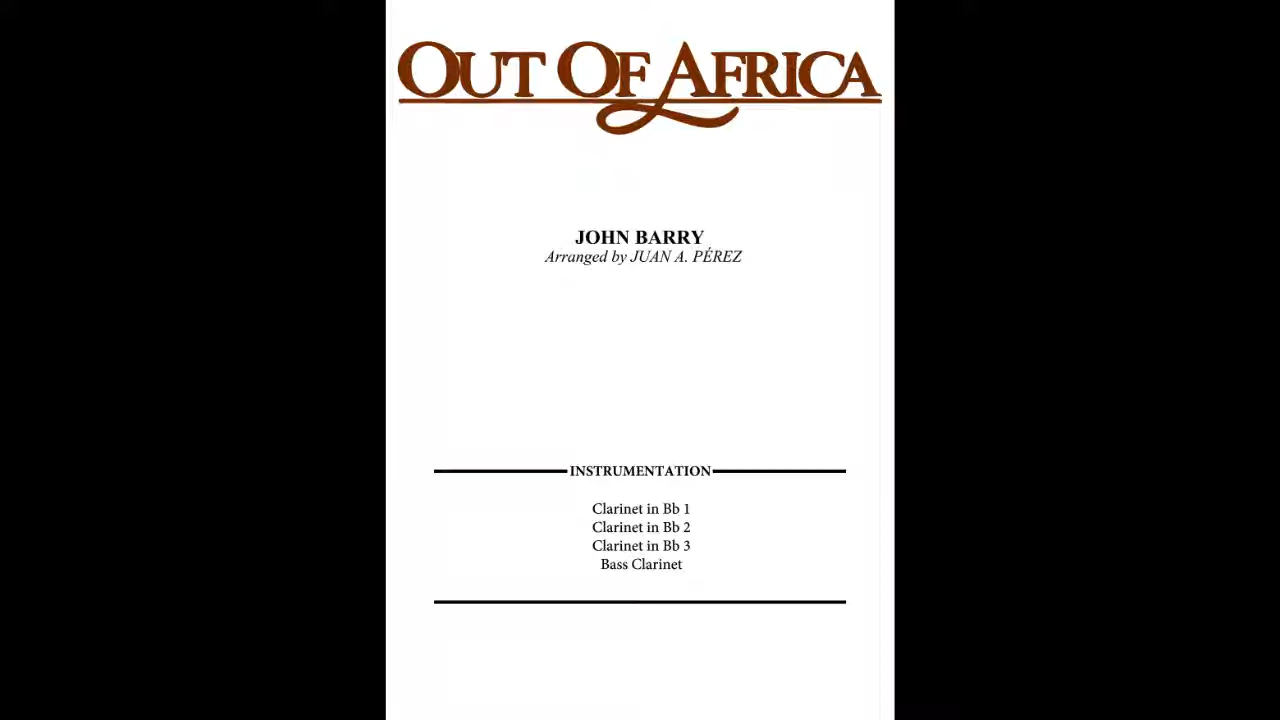 OUT OF AFRICA
JOHN BARRY
Arranged by JUAN A. PÉREZ
INSTRUMENTATION
Clarinet in Bb 1
Clarinet in Bb 2
Clarinet in Bb 3
Bass Clarinet